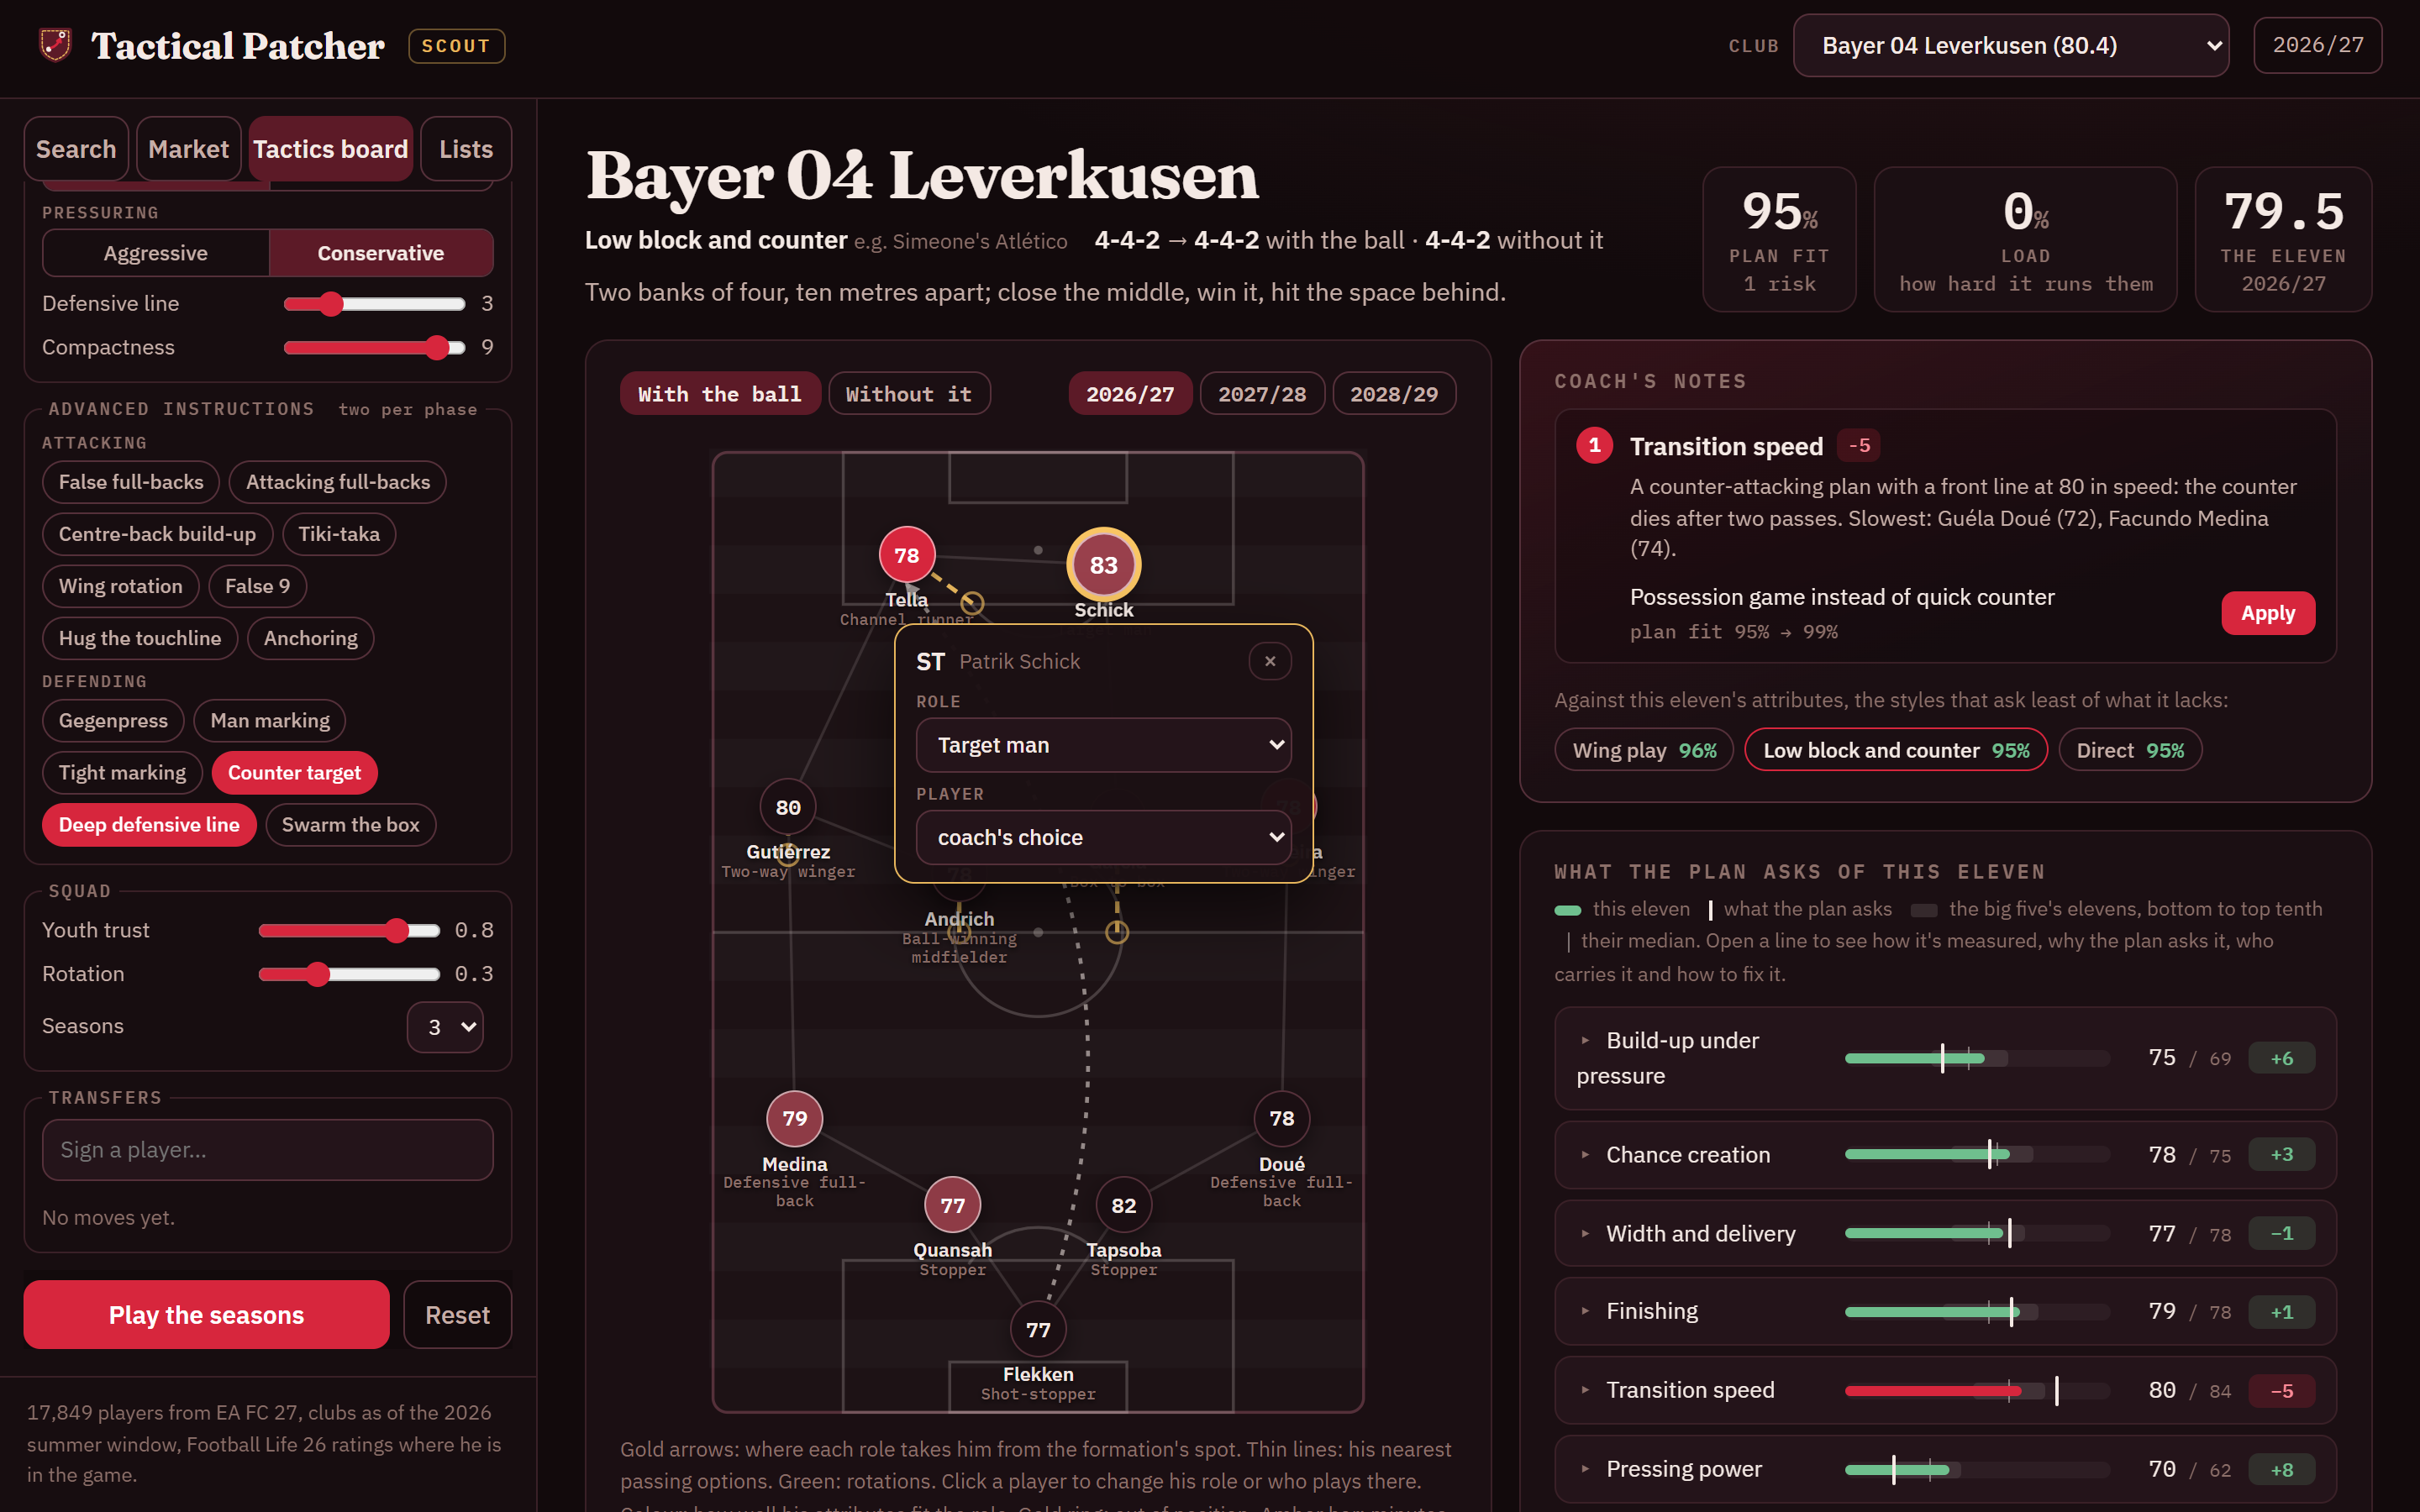 Tactical Patcher
SCOUT
CLUB
Bayer 04 Leverkusen (80.4)
2026/27
Search
Market
Tactics board
Lists
PRESSURING
Aggressive
Conservative
Defensive line
3
Compactness
9
ADVANCED INSTRUCTIONS two per phase
ATTACKING
False full-backs
Attacking full-backs
Centre-back build-up
Tiki-taka
Wing rotation
False 9
Hug the touchline
Anchoring
DEFENDING
Gegenpress
Man marking
Tight marking
Counter target
Deep defensive line
Swarm the box
SQUAD
Youth trust
0.8
Rotation
0.3
Seasons
3
TRANSFERS
Sign a player...
No moves yet.
Play the seasons
Reset
17,849 players from EA FC 27, clubs as of the 2026
summer window, Football Life 26 ratings where he is
in the game.
Bayer 04 Leverkusen
Low block and counter e.g. Simeone's Atlético 4-4-2 → 4-4-2 with the ball · 4-4-2 without it
Two banks of four, ten metres apart; close the middle, win it, hit the space behind.
95%
PLAN FIT
1 risk
0%
LOAD
how hard it runs them
79.5
THE ELEVEN
2026/27
With the ball
Without it
2026/27
2027/28
2028/29
78
Tella
Channel runner
83
Schick
ST Patrik Schick
×
ROLE
Target man
PLAYER
coach's choice
80
Gutiérrez
Two-way winger
78
Andrich
Ball-winning
midfielder
79
Medina
Defensive full-
back
78
Doué
Defensive full-
back
77
Quansah
Stopper
82
Tapsoba
Stopper
77
Flekken
Shot-stopper
Gold arrows: where each role takes him from the formation's spot. Thin lines: his nearest
passing options. Green: rotations. Click a player to change his role or who plays there.
COACH'S NOTES
1
Transition speed
-5
A counter-attacking plan with a front line at 80 in speed: the counter
dies after two passes. Slowest: Guéla Doué (72), Facundo Medina
(74).
Possession game instead of quick counter
plan fit 95% → 99%
Apply
Against this eleven's attributes, the styles that ask least of what it lacks:
Wing play 96%
Low block and counter 95%
Direct 95%
WHAT THE PLAN ASKS OF THIS ELEVEN
this eleven what the plan asks the big five's elevens, bottom to top tenth
their median. Open a line to see how it's measured, why the plan asks it, who
carries it and how to fix it.
Build-up under
pressure
75 / 69
+6
Chance creation
78 / 75
+3
Width and delivery
77 / 78
−1
Finishing
79 / 78
+1
Transition speed
80 / 84
−5
Pressing power
70 / 62
+8